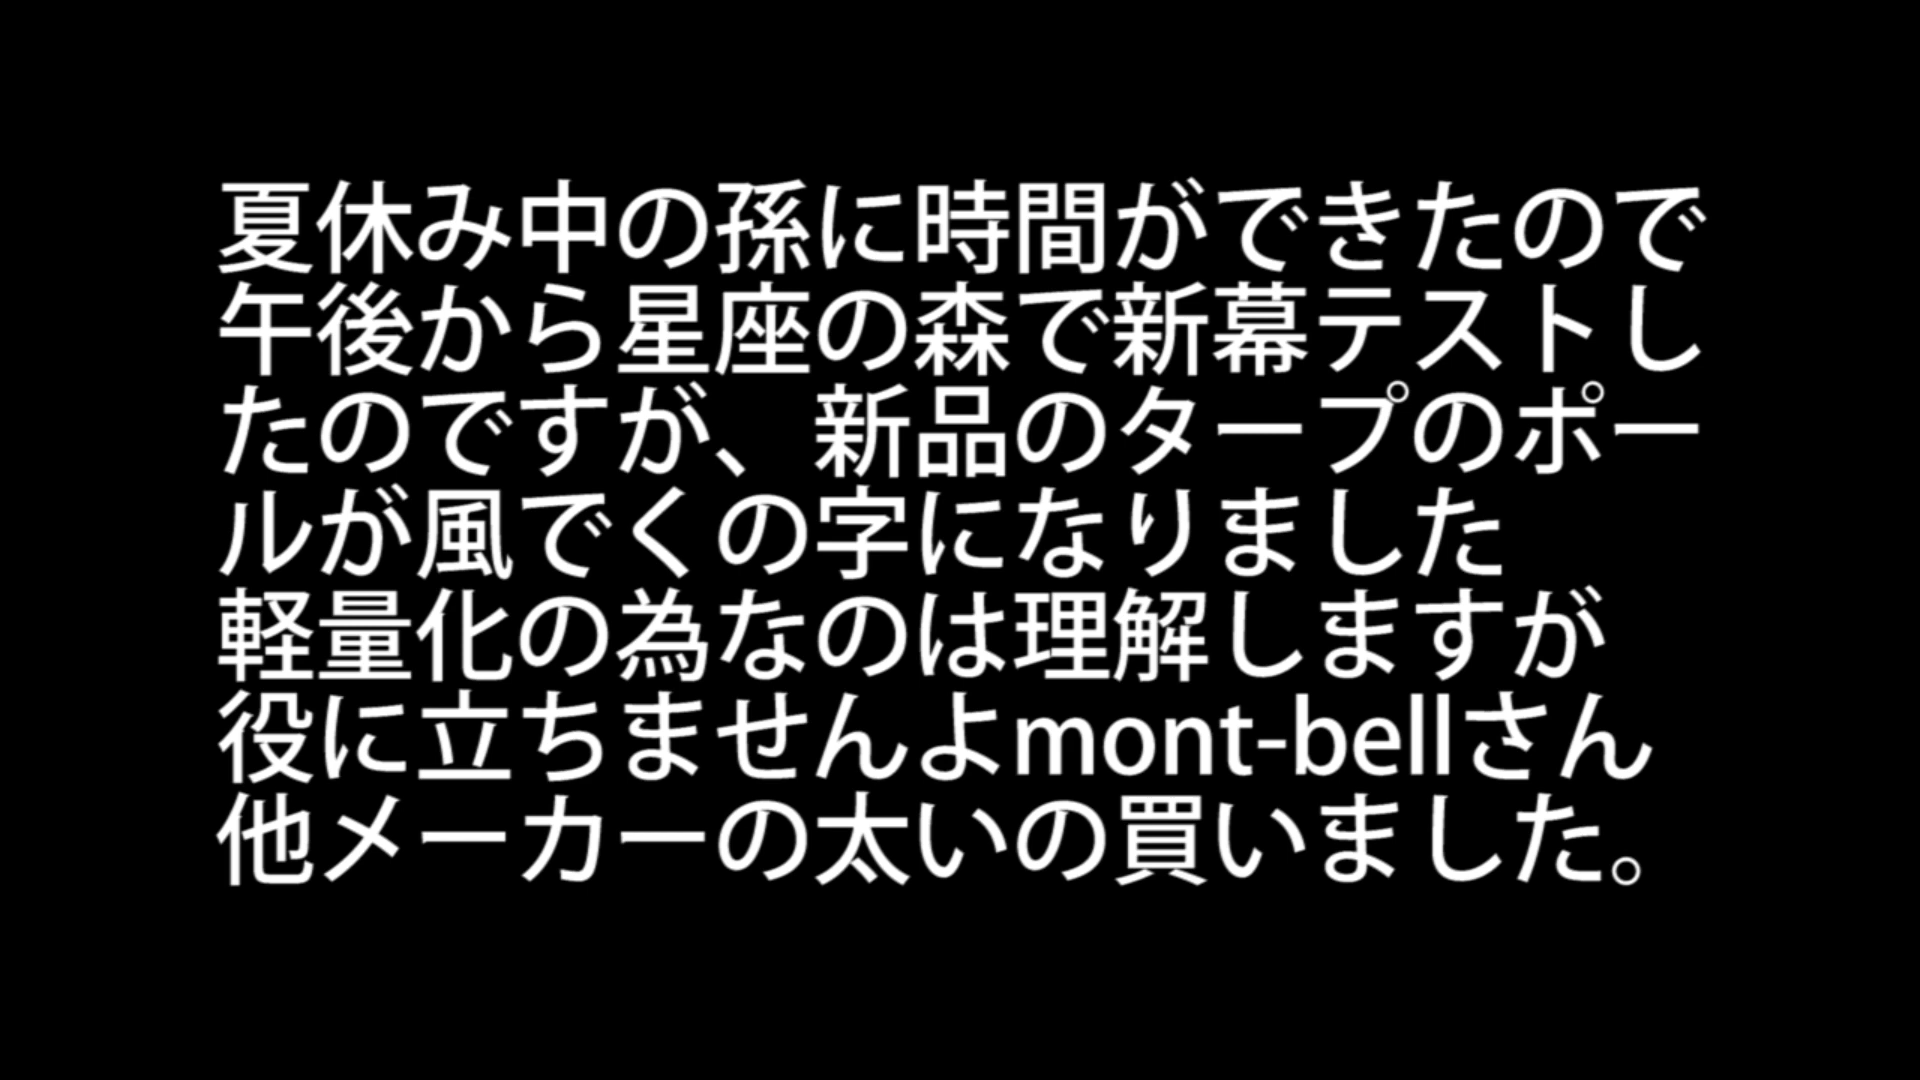 夏休み中の孫に時間ができたので
午後から星座の森で新幕テストし
たのですが、新品のタープのポー
ルが風でくの字になりました
軽量化の為なのは理解しますが
役に立ちませんよmont-bellさん
他メーカーの太いの買いました。